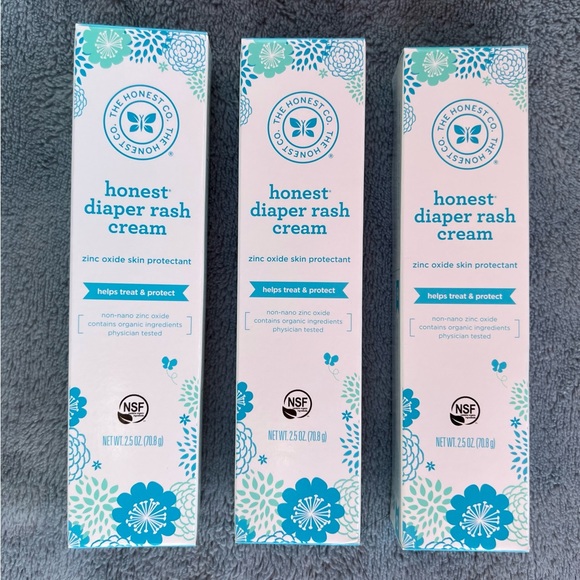 THE HONEST CO. THE HONEST CO.
honest
diaper rash
cream
zinc oxide skin protectant
helps treat & protect
non-nano zinc oxide
contains organic ingredients
physician tested
NSF
NET WT. 2.5 OZ. (70.8 g)
THE HONEST CO. THE HONEST CO.
honest
diaper rash
cream
zinc oxide skin protectant
helps treat & protect
non-nano zinc oxide
contains organic ingredients
physician tested
NSF
NET WT. 2.5 OZ. (70.8 g)
THE HONEST CO. THE HONEST CO.
honest
diaper rash
cream
zinc oxide skin protectant
helps treat & protect
non-nano zinc oxide
contains organic ingredients
physician tested
NSF
NET WT. 2.5 OZ. (70.8 g)